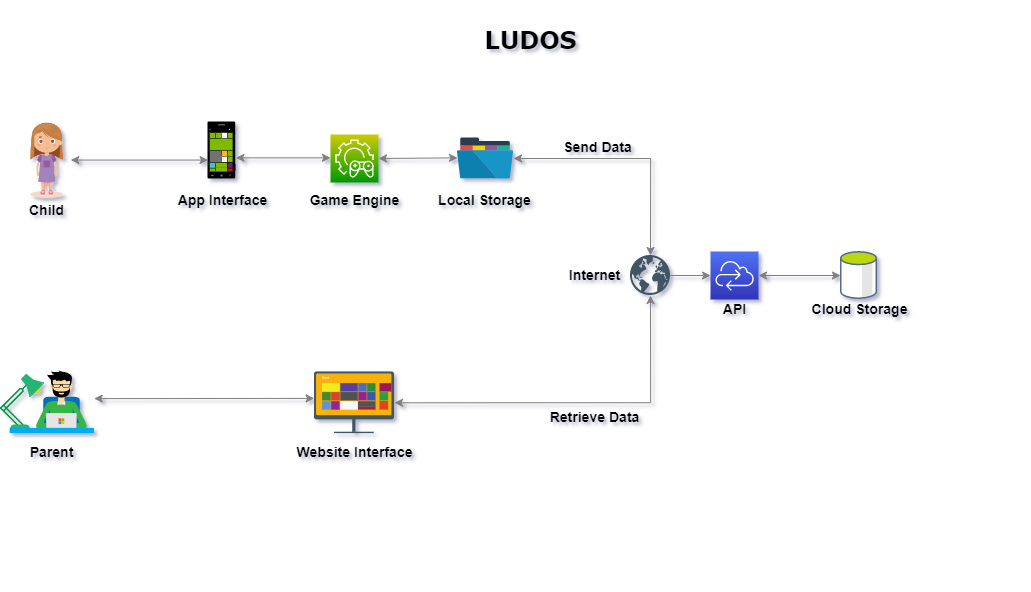 LUDOS
Send Data
Child
App Interface
Game Engine
Local Storage
Internet
API
Cloud Storage
Retrieve Data
Parent
Website Interface